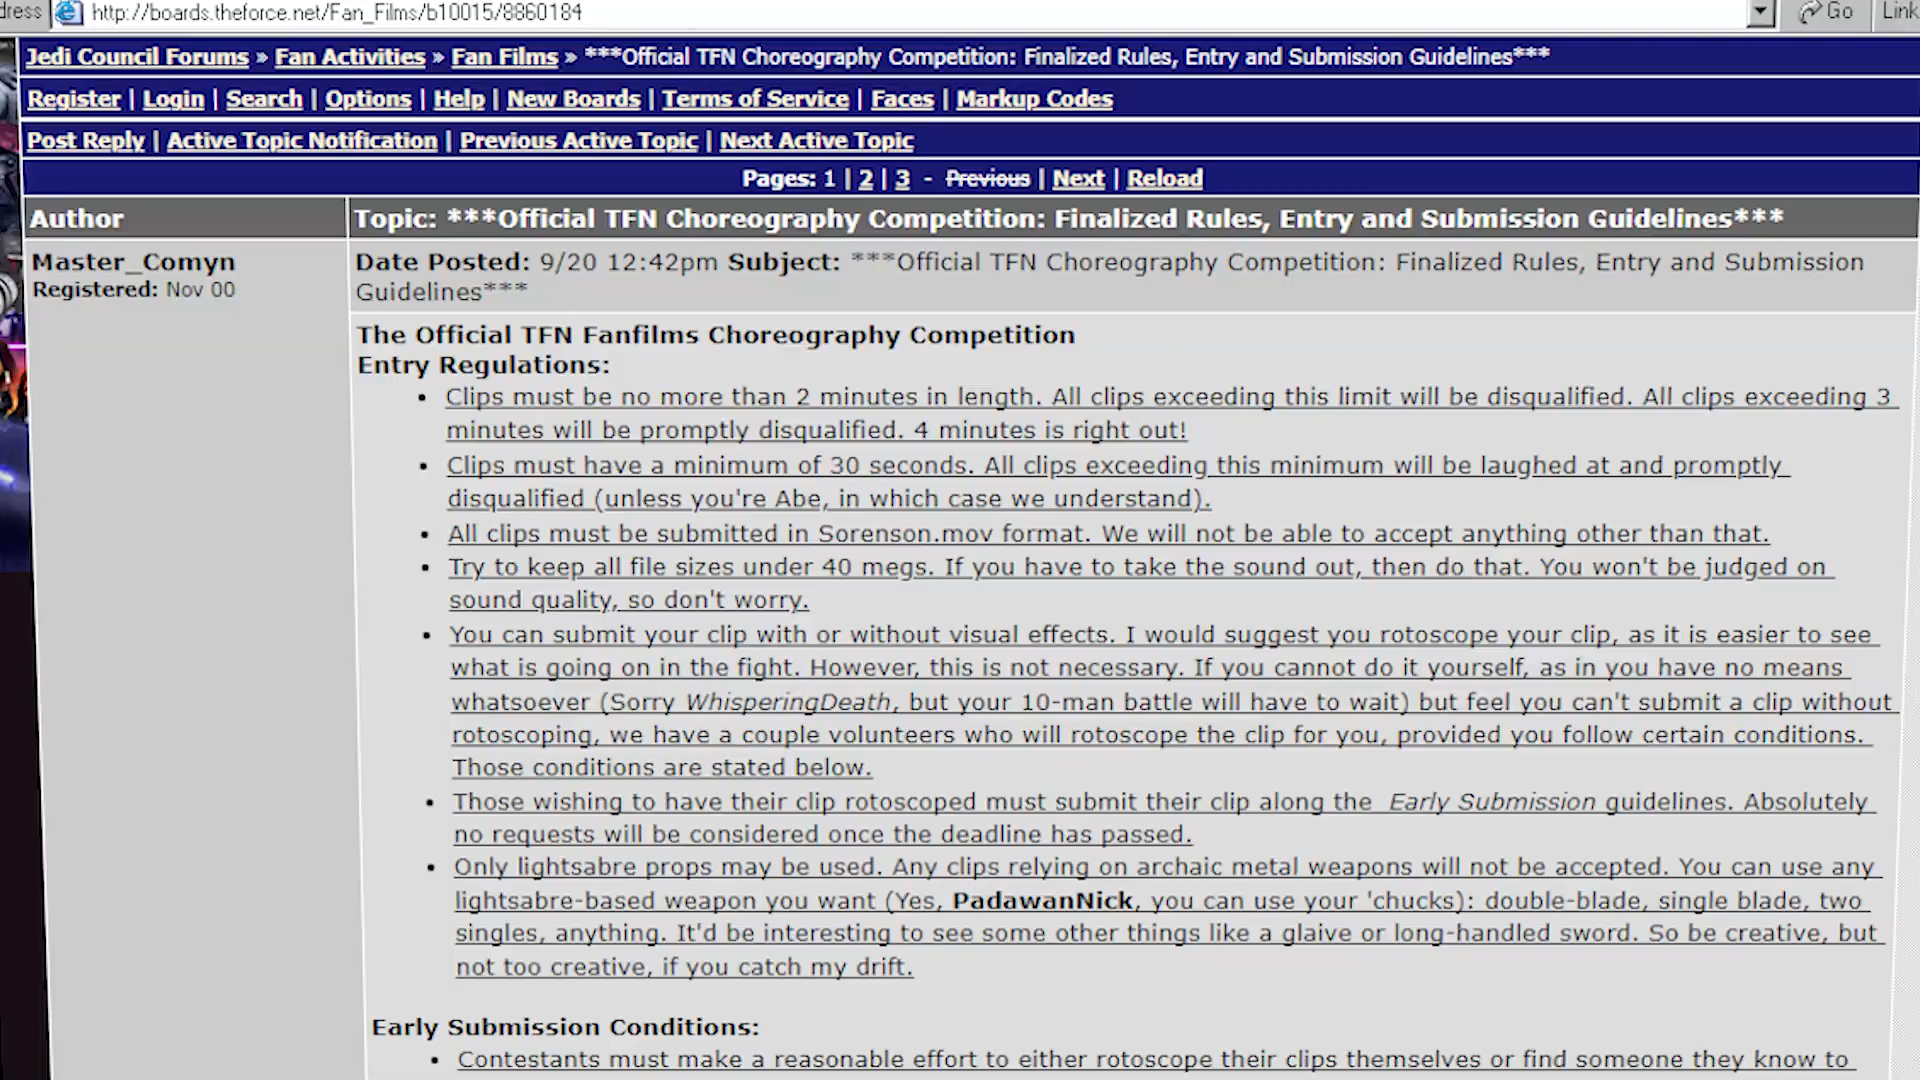 dress http://boards.theforce.net/Fan_Films/b10015/8860184 Go Link
Jedi Council Forums » Fan Activities » Fan Films » ***Official TFN Choreography Competition: Finalized Rules, Entry and Submission Guidelines***
Register | Login | Search | Options | Help | New Boards | Terms of Service | Faces | Markup Codes
Post Reply | Active Topic Notification | Previous Active Topic | Next Active Topic
Pages: 1 | 2 | 3 - Previous | Next | Reload
Author Topic: ***Official TFN Choreography Competition: Finalized Rules, Entry and Submission Guidelines***
Master_Comyn Date Posted: 9/20 12:42pm Subject: ***Official TFN Choreography Competition: Finalized Rules, Entry and Submission
Registered: Nov 00 Guidelines***
The Official TFN Fanfilms Choreography Competition
Entry Regulations:
• Clips must be no more than 2 minutes in length. All clips exceeding this limit will be disqualified. All clips exceeding 3
minutes will be promptly disqualified. 4 minutes is right out!
• Clips must have a minimum of 30 seconds. All clips exceeding this minimum will be laughed at and promptly
disqualified (unless you're Abe, in which case we understand).
• All clips must be submitted in Sorenson.mov format. We will not be able to accept anything other than that.
• Try to keep all file sizes under 40 megs. If you have to take the sound out, then do that. You won't be judged on
sound quality, so don't worry.
• You can submit your clip with or without visual effects. I would suggest you rotoscope your clip, as it is easier to see
what is going on in the fight. However, this is not necessary. If you cannot do it yourself, as in you have no means
whatsoever (Sorry WhisperingDeath, but your 10-man battle will have to wait) but feel you can't submit a clip without
rotoscoping, we have a couple volunteers who will rotoscope the clip for you, provided you follow certain conditions.
Those conditions are stated below.
• Those wishing to have their clip rotoscoped must submit their clip along the Early Submission guidelines. Absolutely
no requests will be considered once the deadline has passed.
• Only lightsabre props may be used. Any clips relying on archaic metal weapons will not be accepted. You can use any
lightsabre-based weapon you want (Yes, PadawanNick, you can use your 'chucks): double-blade, single blade, two
singles, anything. It'd be interesting to see some other things like a glaive or long-handled sword. So be creative, but
not too creative, if you catch my drift.
Early Submission Conditions:
• Contestants must make a reasonable effort to either rotoscope their clips themselves or find someone they know to